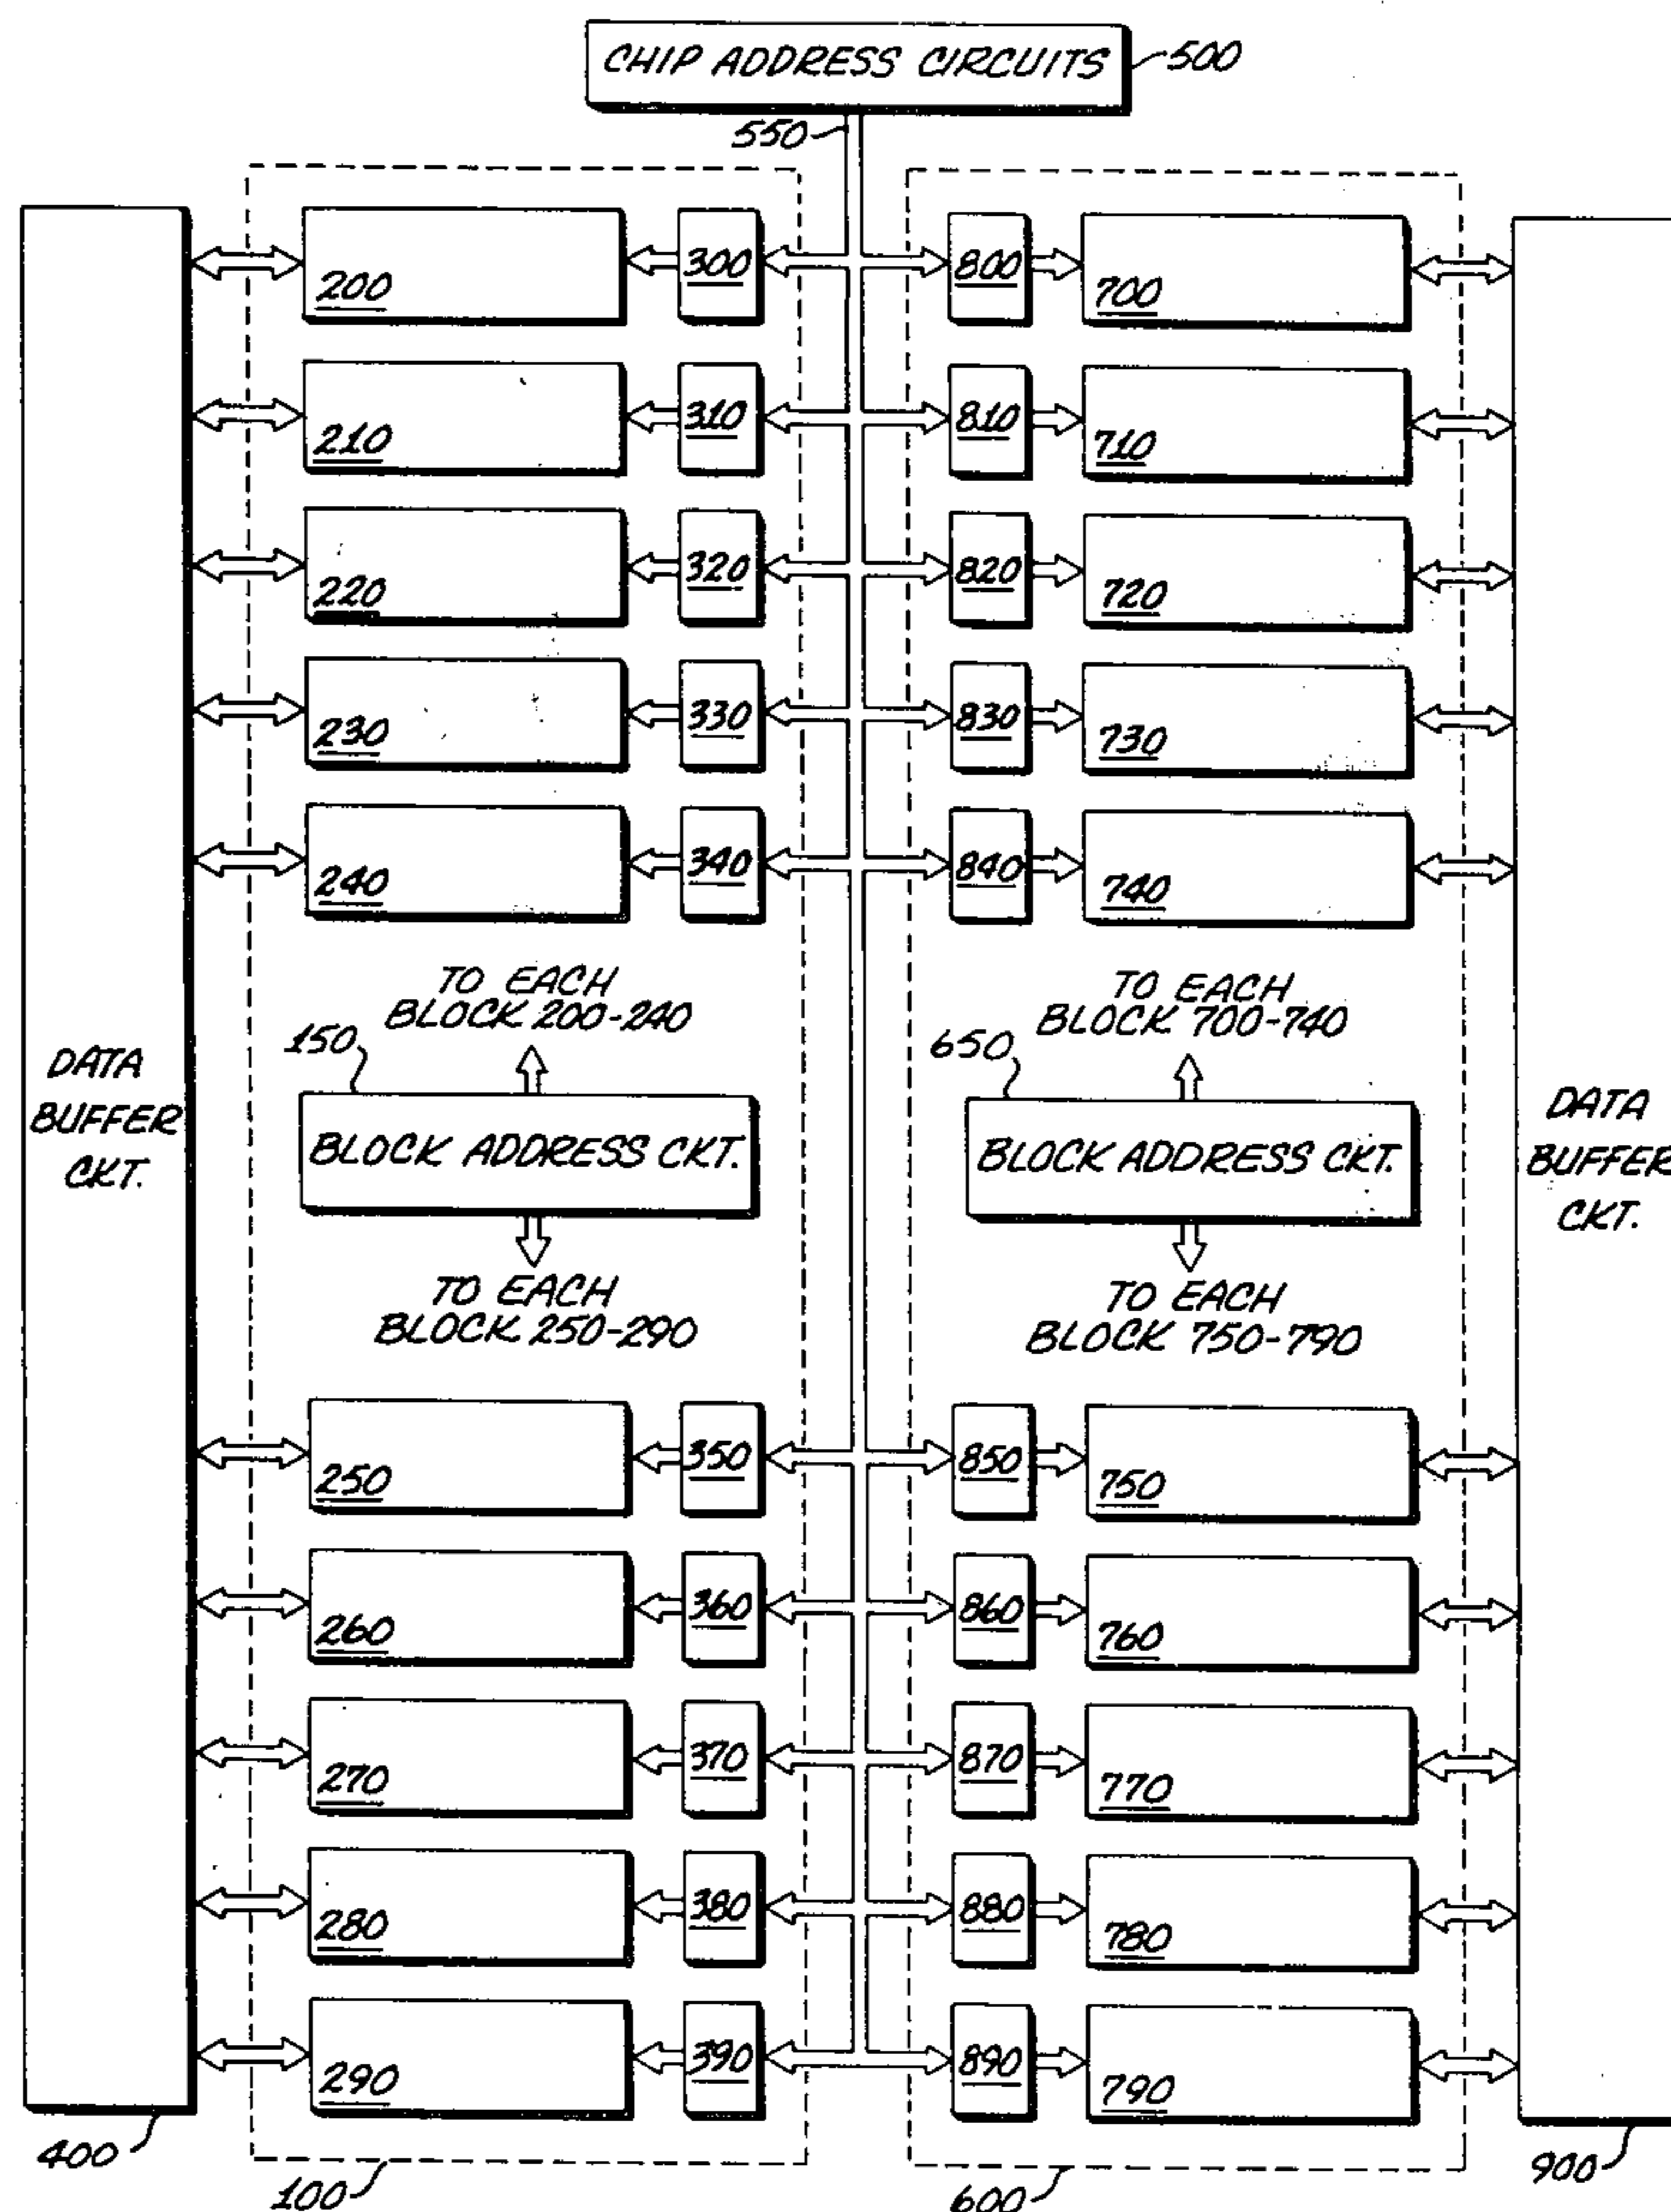 CHIP ADDRESS CIRCUITS
500
550
200
300
800
700
210
310
810
710
220
320
820
720
230
330
830
730
240
340
840
740
TO EACH
BLOCK 200-240
TO EACH
BLOCK 700-740
150
650
DATA
BUFFER
CKT.
BLOCK ADDRESS CKT.
BLOCK ADDRESS CKT.
DATA
BUFFER
CKT.
TO EACH
BLOCK 250-290
TO EACH
BLOCK 750-790
250
350
850
750
260
360
860
760
270
370
870
770
280
380
880
780
290
390
890
790
400
100
600
900